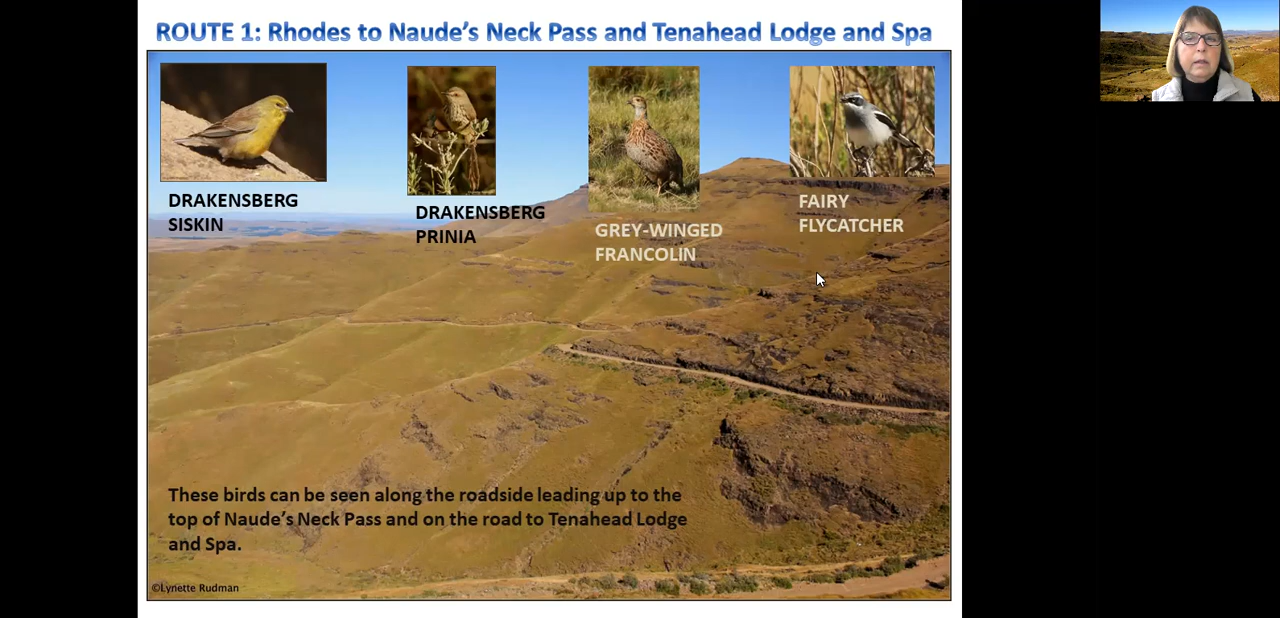 ROUTE 1: Rhodes to Naude's Neck Pass and Tenahead Lodge and Spa
DRAKENSBERG
SISKIN
DRAKENSBERG
PRINIA
GREY-WINGED
FRANCOLIN
FAIRY
FLYCATCHER
These birds can be seen along the roadside leading up to the
top of Naude's Neck Pass and on the road to Tenahead Lodge
and Spa.
©Lynette Rudman